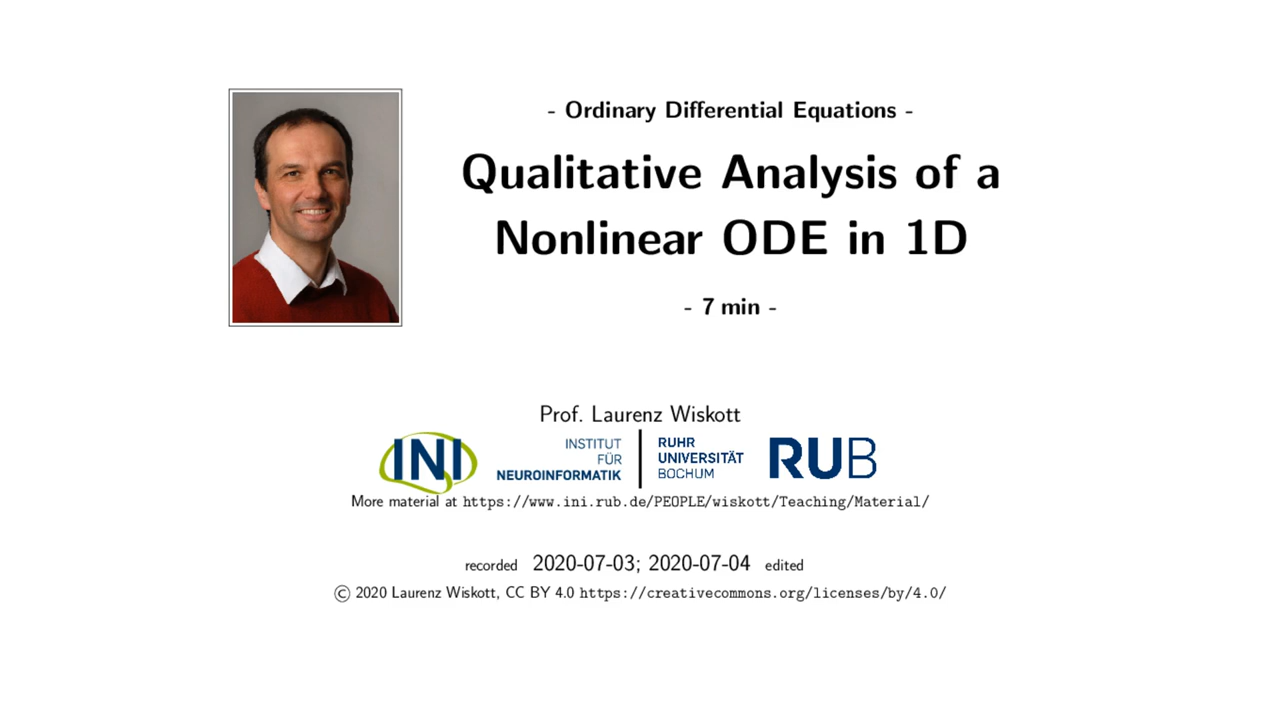 - Ordinary Differential Equations -
Qualitative Analysis of a
Nonlinear ODE in 1D
- 7 min -
Prof. Laurenz Wiskott
INI
INSTITUT
FÜR
NEUROINFORMATIK
RUHR
UNIVERSITÄT
BOCHUM
RUB
More material at https://www.ini.rub.de/PEOPLE/wiskott/Teaching/Material/
recorded 2020-07-03; 2020-07-04 edited
© 2020 Laurenz Wiskott, CC BY 4.0 https://creativecommons.org/licenses/by/4.0/